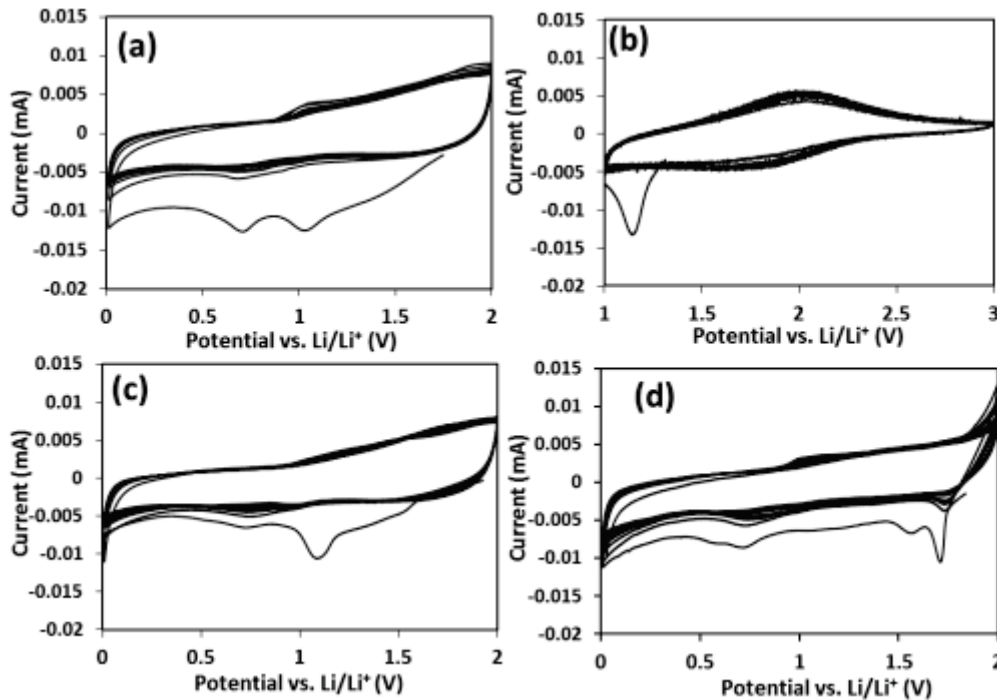 (a)
0.015
0.01
0.005
0
-0.005
-0.01
-0.015
-0.02
Current (mA)
0 0.5 1 1.5 2
Potential vs. Li/Li⁺ (V)
(b)
0.015
0.01
0.005
0
-0.005
-0.01
-0.015
-0.02
Current (mA)
1 1.5 2 2.5 3
Potential vs. Li/Li⁺ (V)
(c)
0.015
0.01
0.005
0
-0.005
-0.01
-0.015
-0.02
Current (mA)
0 0.5 1 1.5 2
Potential vs. Li/Li⁺ (V)
(d)
0.015
0.01
0.005
0
-0.005
-0.01
-0.015
-0.02
Current (mA)
0 0.5 1 1.5 2
Potential vs. Li/Li⁺ (V)